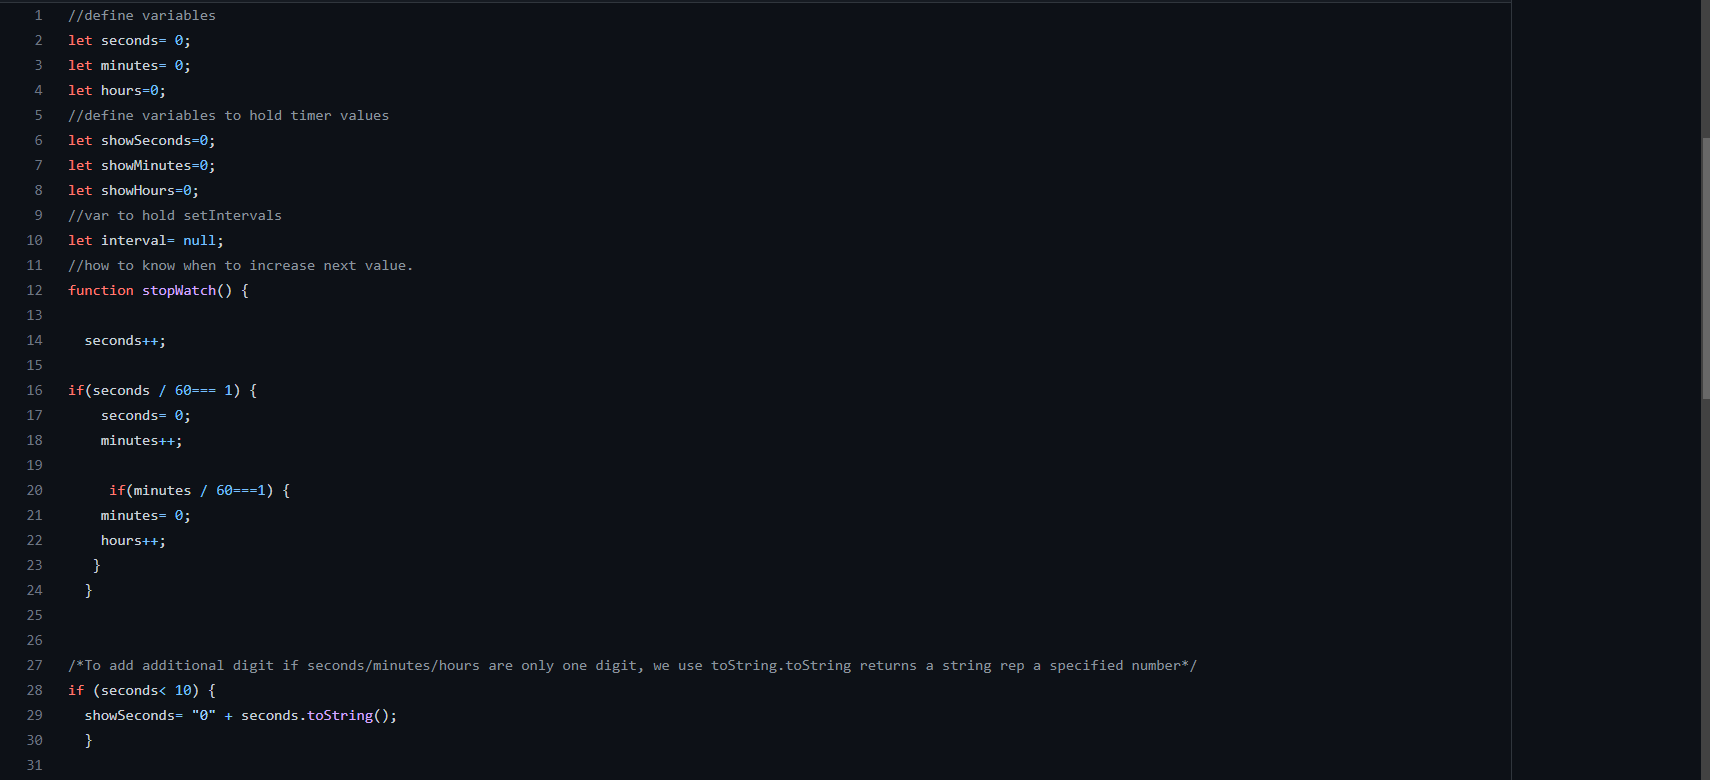 1 //define variables
2 let seconds= 0;
3 let minutes= 0;
4 let hours=0;
5 //define variables to hold timer values
6 let showSeconds=0;
7 let showMinutes=0;
8 let showHours=0;
9 //var to hold setIntervals
10 let interval= null;
11 //how to know when to increase next value.
12 function stopWatch() {
13
14   seconds++;
15
16 if(seconds / 60=== 1) {
17     seconds= 0;
18     minutes++;
19
20      if(minutes / 60===1) {
21     minutes= 0;
22     hours++;
23    }
24   }
25
26
27 /*To add additional digit if seconds/minutes/hours are only one digit, we use toString.toString returns a string rep a specified number*/
28 if (seconds< 10) {
29   showSeconds= "0" + seconds.toString();
30   }
31